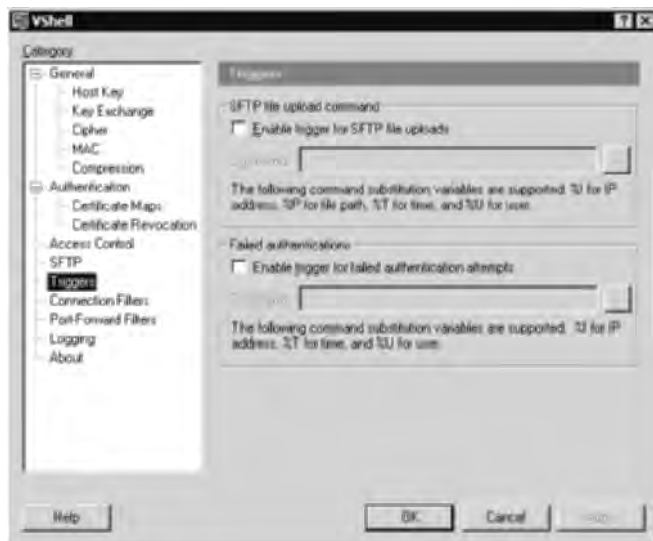 VShell
Category
General
Host Key
Key Exchange
Cipher
MAC
Compression
Authentication
Certificate Maps
Certificate Revocation
Access Control
SFTP
Triggers
Connection Filters
Port-Forward Filters
Logging
About
Triggers
SFTP file upload command
Enable trigger for SFTP file uploads
The following command substitution variables are supported: %I for IP
address, %P for file path, %T for time, and %U for user.
Failed authentications
Enable trigger for failed authentication attempts
The following command substitution variables are supported: %I for IP
address, %T for time, and %U for user.
Help
OK
Cancel